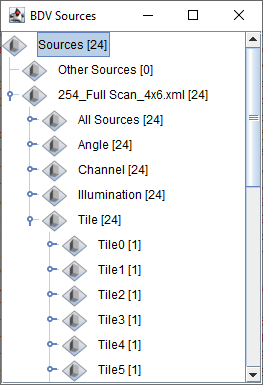 BDV Sources
Sources [24]
Other Sources [0]
254_Full Scan_4x6.xml [24]
All Sources [24]
Angle [24]
Channel [24]
Illumination [24]
Tile [24]
Tile0 [1]
Tile1 [1]
Tile2 [1]
Tile3 [1]
Tile4 [1]
Tile5 [1]